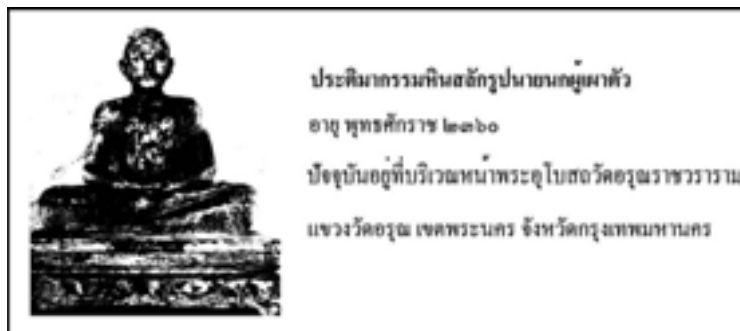 ประติมากรรมหินสลักรูปนายนกผู้เผาตัว
อายุ พุทธศักราช ๒๓๖๐
ปัจจุบันอยู่ที่บริเวณหน้าพระอุโบสถวัดอรุณราชวราราม
แขวงวัดอรุณ เขตพระนคร จังหวัดกรุงเทพมหานคร